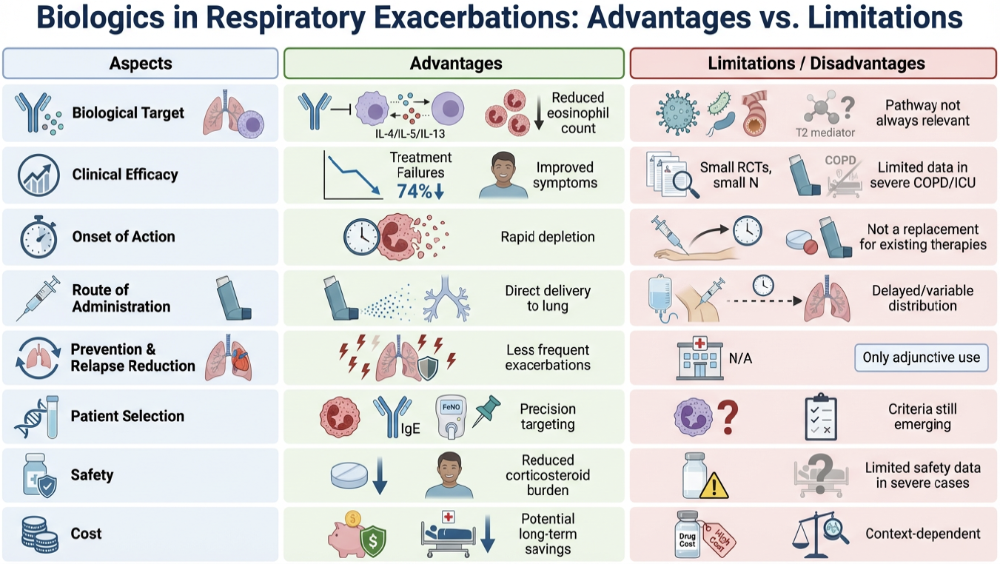 Biologics in Respiratory Exacerbations: Advantages vs. Limitations
Aspects
Advantages
Limitations / Disadvantages
Biological Target
IL-4/IL-5/IL-13
Reduced
eosinophil
count
?
T2 mediator
Pathway not
always relevant
Clinical Efficacy
Treatment
Failures
74%
Improved
symptoms
Small RCTs,
small N
COPD
Limited data in
severe COPD/ICU
Onset of Action
Rapid depletion
Not a replacement
for existing therapies
Route of
Administration
Direct delivery
to lung
Delayed/variable
distribution
Prevention &
Relapse Reduction
Less frequent
exacerbations
N/A
Only adjunctive use
Patient Selection
IgE
FeNO
Precision
targeting
?
Criteria still
emerging
Safety
Reduced
corticosteroid
burden
!
?
Limited safety data
in severe cases
Cost
$
$
Potential
long-term
savings
Drug
Cost
High
Cost
Context-dependent